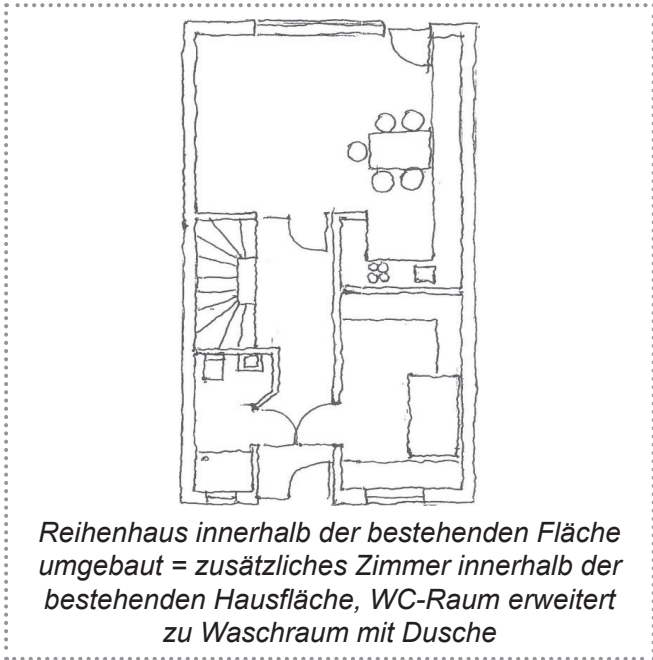 Reihenhaus innerhalb der bestehenden Fläche
umgebaut = zusätzliches Zimmer innerhalb der
bestehenden Hausfläche, WC-Raum erweitert
zu Waschraum mit Dusche